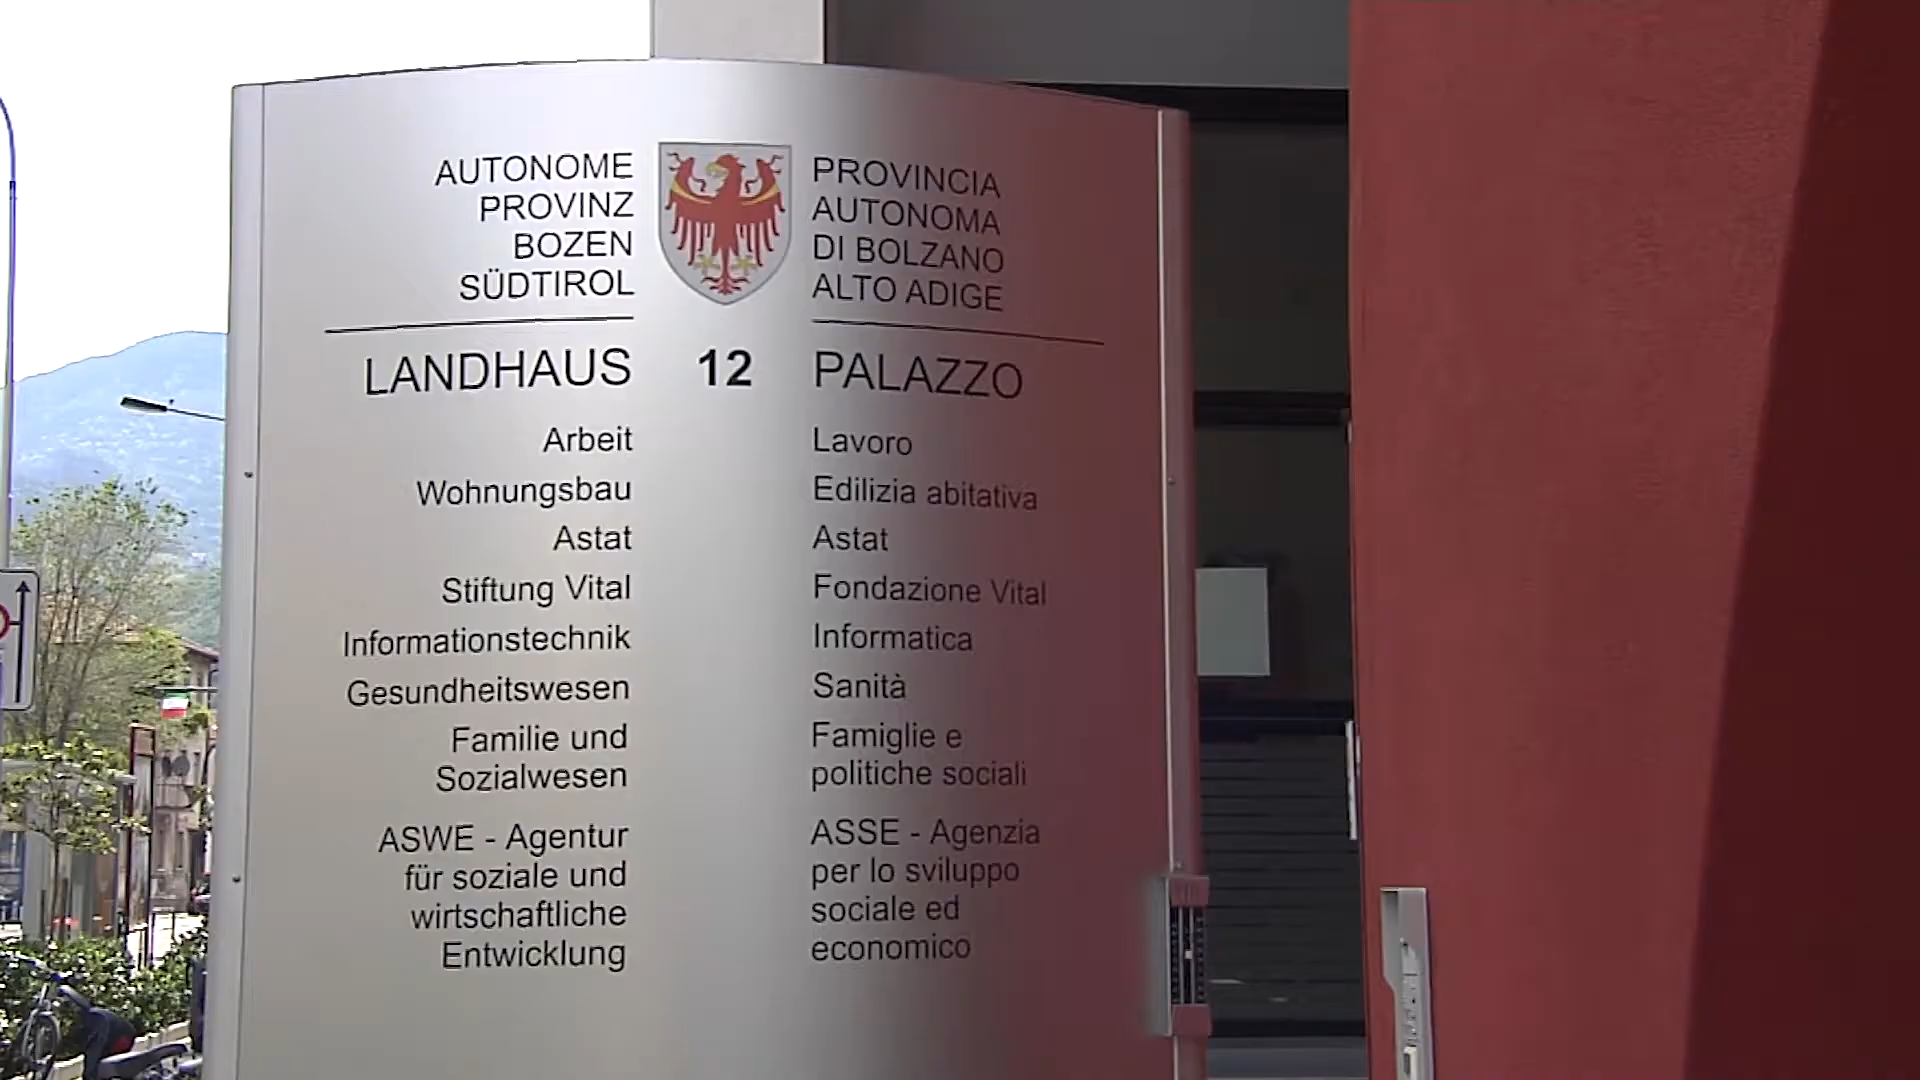 AUTONOME
PROVINZ
BOZEN
SÜDTIROL
PROVINCIA
AUTONOMA
DI BOLZANO
ALTO ADIGE
LANDHAUS 12 PALAZZO
Arbeit
Wohnungsbau
Astat
Stiftung Vital
Informationstechnik
Gesundheitswesen
Familie und
Sozialwesen
ASWE - Agentur
für soziale und
wirtschaftliche
Entwicklung
Lavoro
Edilizia abitativa
Astat
Fondazione Vital
Informatica
Sanità
Famiglie e
politiche sociali
ASSE - Agenzia
per lo sviluppo
sociale ed
economico